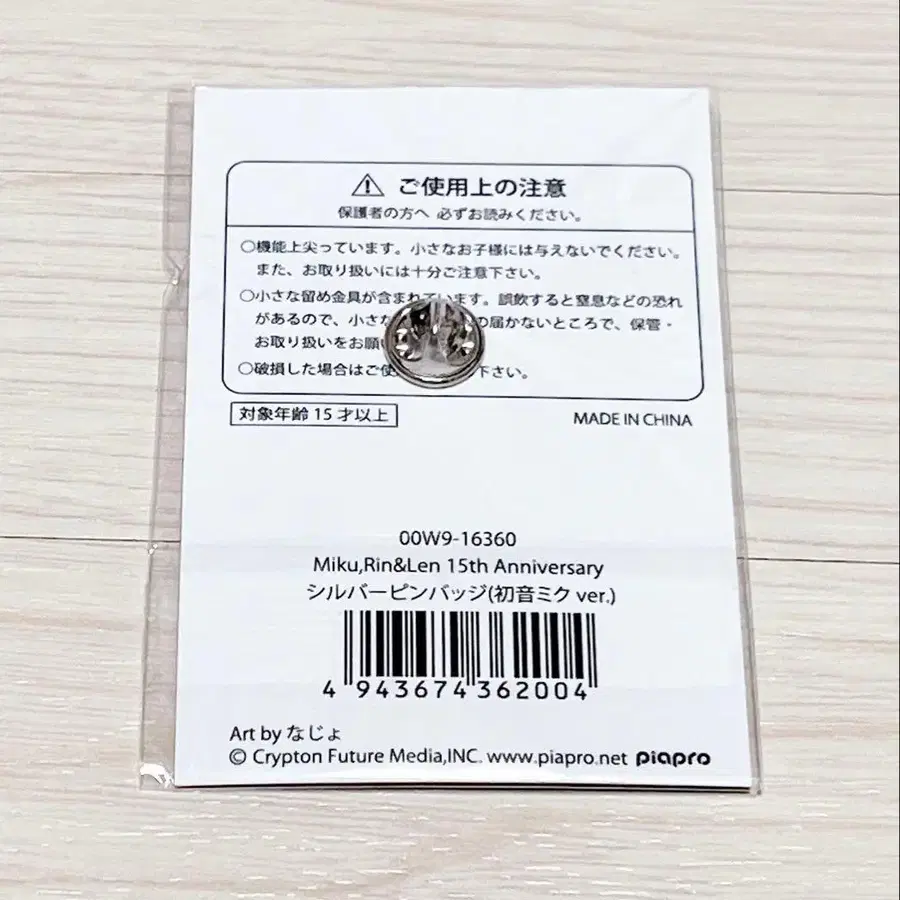 ご使用上の注意
保護者の方へ 必ずお読みください。
○機能上尖っています。小さなお子様には与えないでください。
また、お取り扱いには十分ご注意下さい。
○小さな留め金具が含まれています。誤飲すると窒息などの恐れ
があるので、小さな の届かないところで、保管・
お取り扱いをお願い
○破損した場合はご使 下さい。
対象年齢 15 才以上
MADE IN CHINA
00W9-16360
Miku,Rin&Len 15th Anniversary
シルバーピンバッジ(初音ミク ver.)
4 943674 362004
Art by なじょ
© Crypton Future Media,INC. www.piapro.net piapro